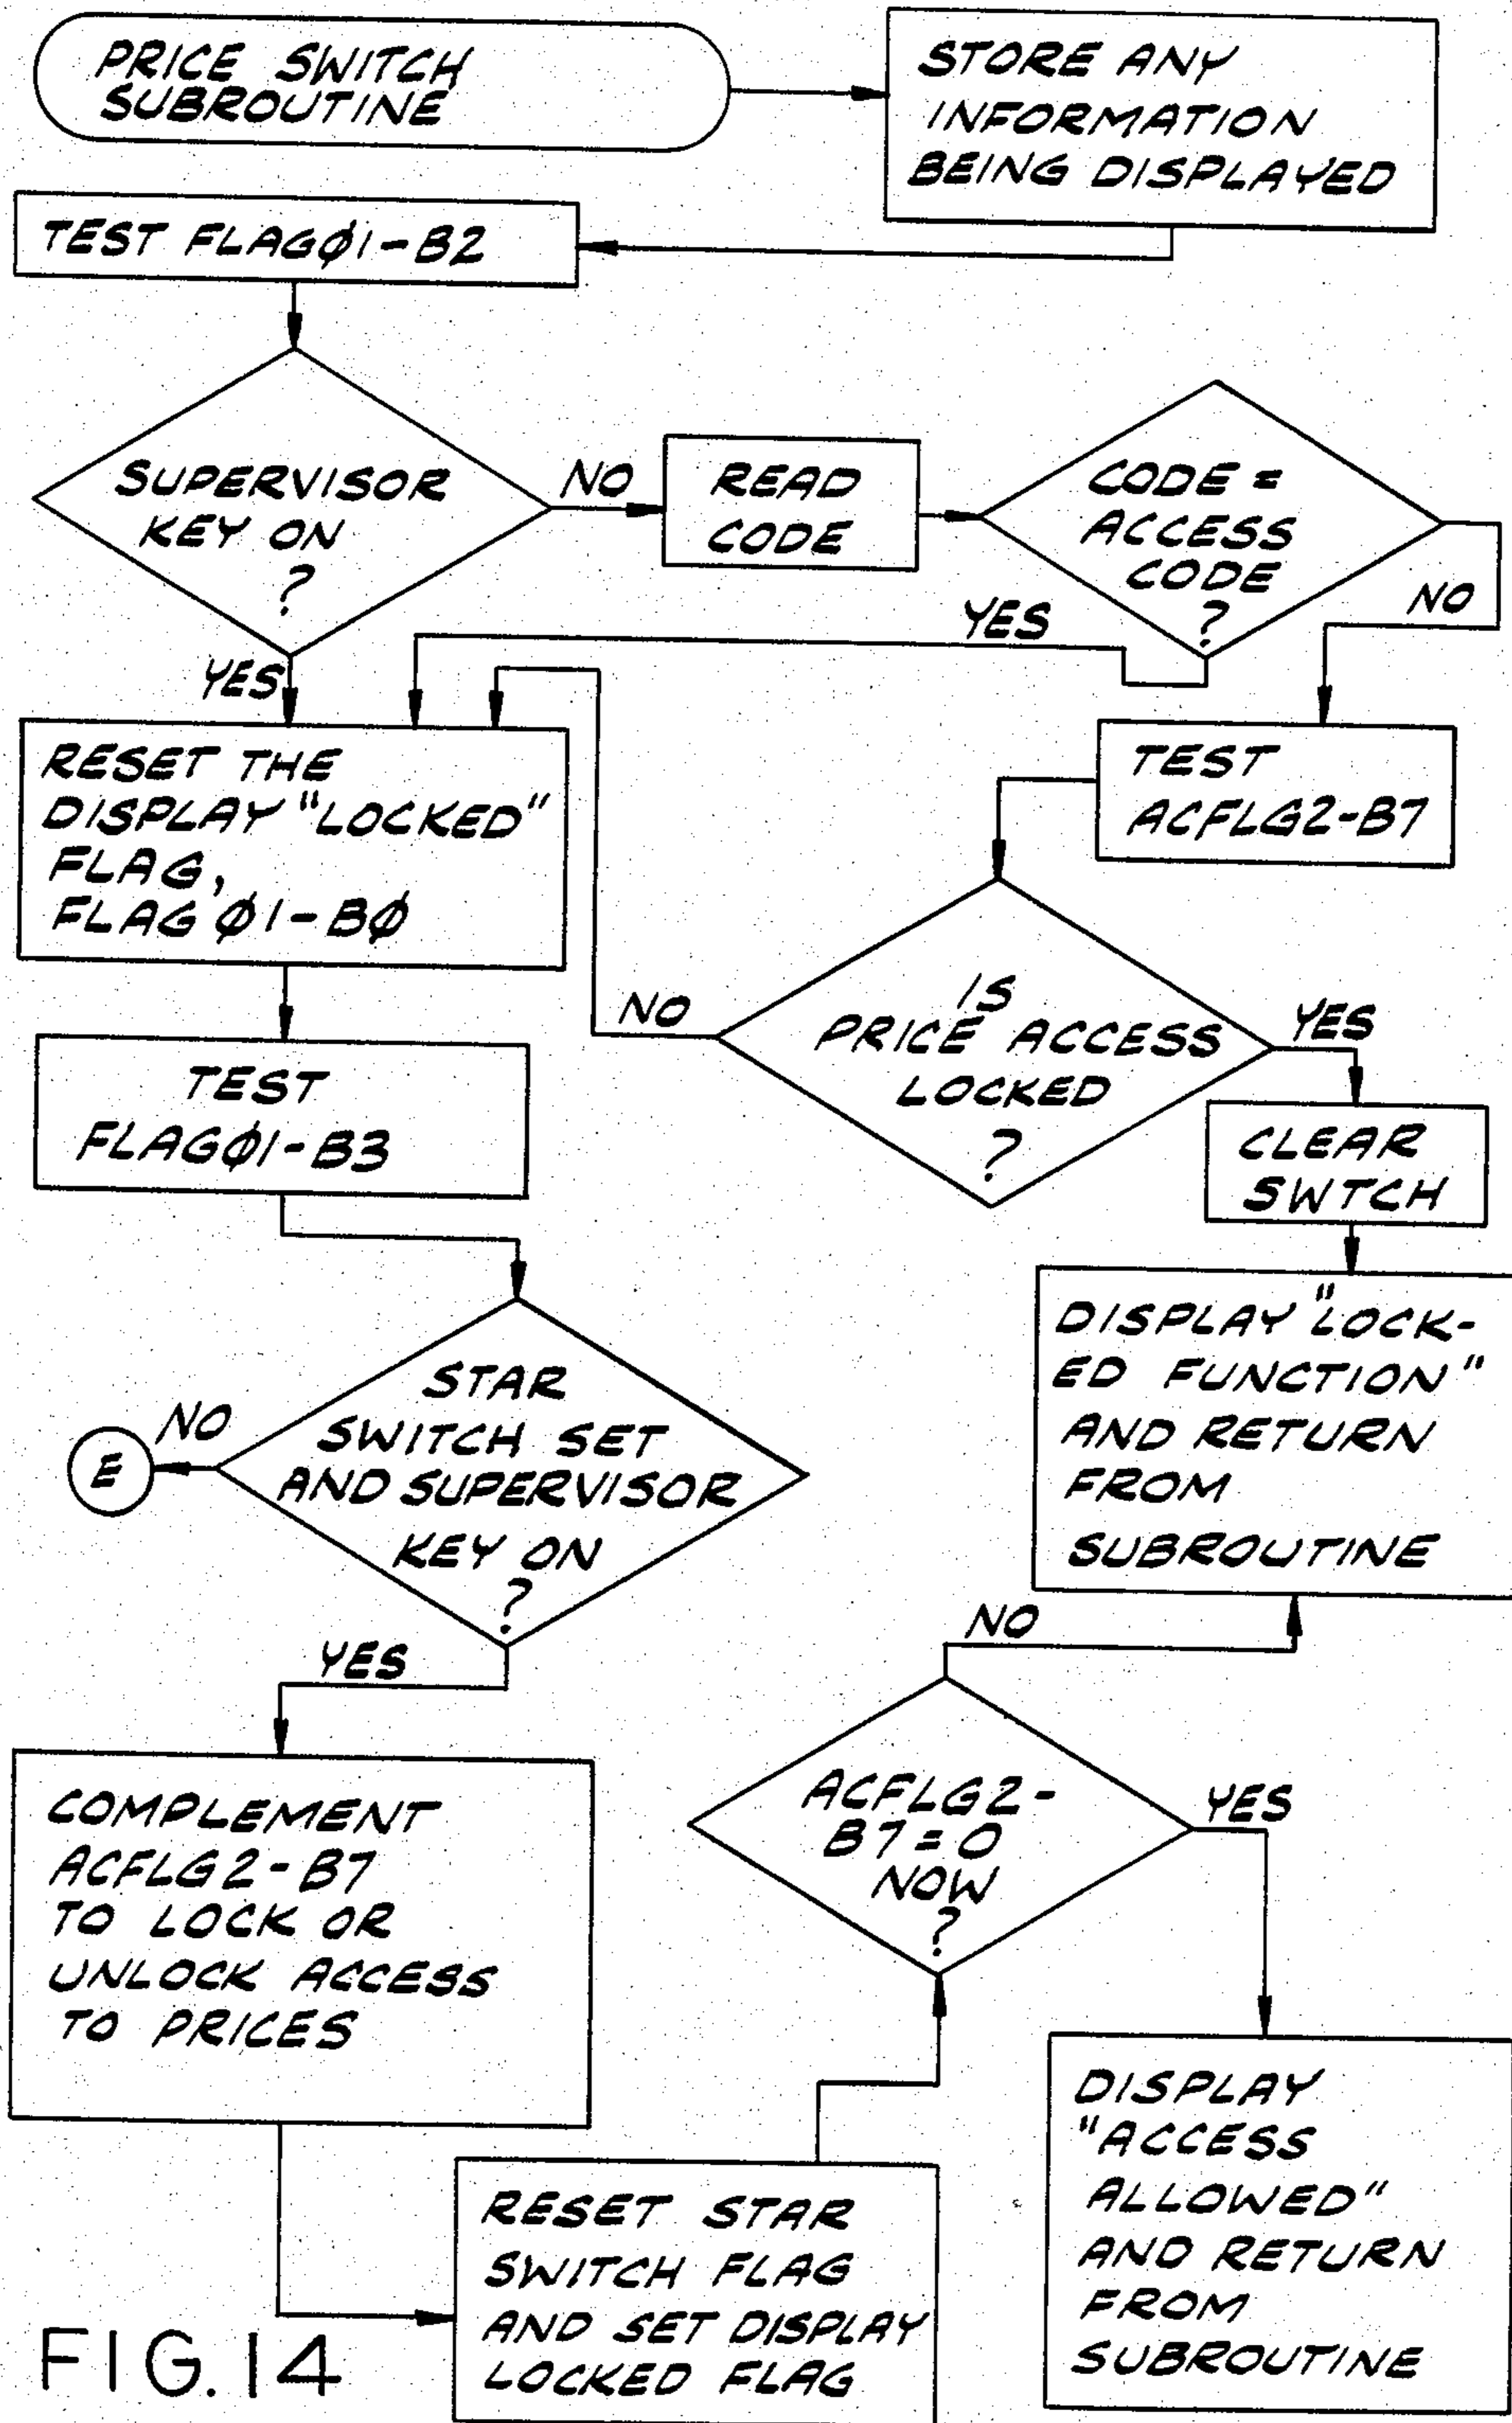 PRICE SWITCH
SUBROUTINE
STORE ANY
INFORMATION
BEING DISPLAYED
TEST FLAGØ1-B2
SUPERVISOR
KEY ON
?
NO
READ
CODE
CODE =
ACCESS
CODE
?
NO
YES
YES
RESET THE
DISPLAY "LOCKED"
FLAG,
FLAG Ø1-BØ
TEST
ACFLG2-B7
IS
PRICE ACCESS
LOCKED
?
NO
YES
TEST
FLAGØ1-B3
CLEAR
SWTCH
DISPLAY "LOCK-
ED FUNCTION"
AND RETURN
FROM
SUBROUTINE
STAR
SWITCH SET
AND SUPERVISOR
KEY ON
?
NO
E
YES
NO
COMPLEMENT
ACFLG2-B7
TO LOCK OR
UNLOCK ACCESS
TO PRICES
ACFLG2-
B7=0
NOW
?
YES
RESET STAR
SWITCH FLAG
AND SET DISPLAY
LOCKED FLAG
DISPLAY
"ACCESS
ALLOWED"
AND RETURN
FROM
SUBROUTINE
FIG. 14